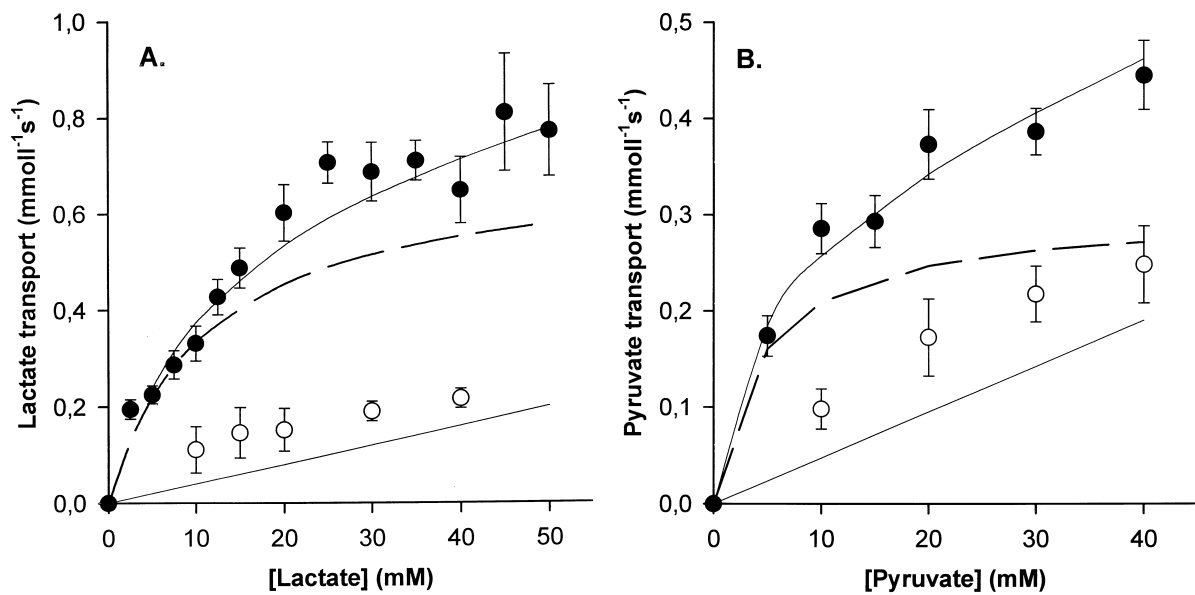 A.
Lactate transport (mmoll⁻¹s⁻¹)
1,0
0,8
0,6
0,4
0,2
0,0
0 10 20 30 40 50
[Lactate] (mM)
B.
Pyruvate transport (mmoll⁻¹s⁻¹)
0,5
0,4
0,3
0,2
0,1
0,0
0 10 20 30 40
[Pyruvate] (mM)